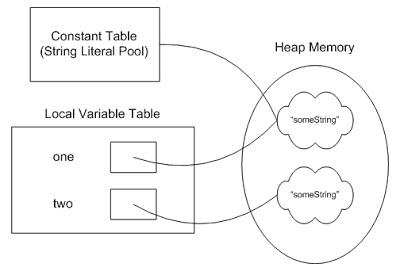 Constant Table
(String Literal Pool)
Heap Memory
"someString"
Local Variable Table
one
two
"someString"